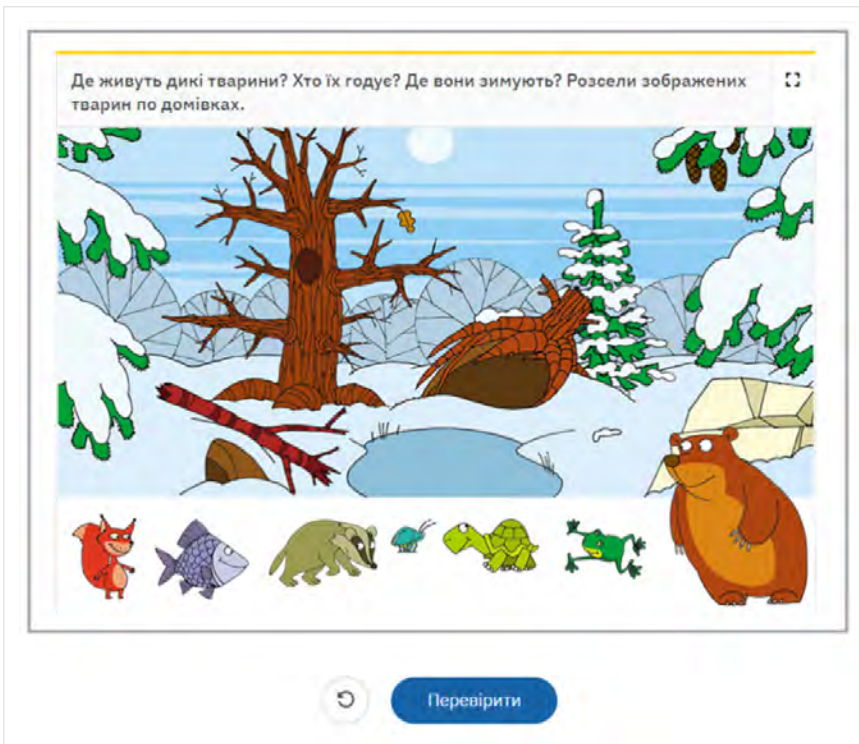 Де живуть дикі тварини? Хто їх годує? Де вони зимують? Розсели зображених
тварин по домівках.
Перевірити